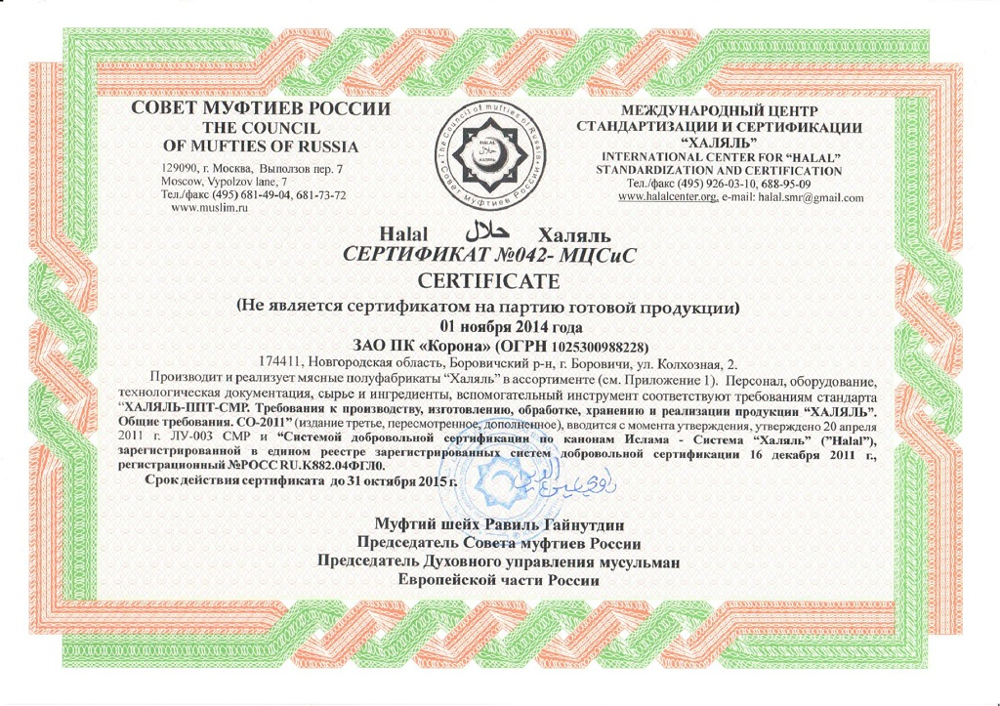 СОВЕТ МУФТИЕВ РОССИИ
THE COUNCIL
OF MUFTIES OF RUSSIA
129090, г. Москва, Выползов пер. 7
Moscow, Vypolzov lane, 7
Тел./факс (495) 681-49-04, 681-73-72
www.muslim.ru
The Council of mufties of Russia
HALAL
حلال
ХАЛЯЛЬ
Совет Муфтиев России
МЕЖДУНАРОДНЫЙ ЦЕНТР
СТАНДАРТИЗАЦИИ И СЕРТИФИКАЦИИ
“ХАЛЯЛЬ”
INTERNATIONAL CENTER FOR “HALAL”
STANDARDIZATION AND CERTIFICATION
Тел./факс (495) 926-03-10, 688-95-09
www.halalcenter.org, e-mail: halal.smr@gmail.com
Halal حلال Халяль
СЕРТИФИКАТ №042- МЦСиС
CERTIFICATE
(Не является сертификатом на партию готовой продукции)
01 ноября 2014 года
ЗАО ПК «Корона» (ОГРН 1025300988228)
174411, Новгородская область, Боровичский р-н, г. Боровичи, ул. Колхозная, 2.
Производит и реализует мясные полуфабрикаты “Халяль” в ассортименте (см. Приложение 1). Персонал, оборудование,
технологическая документация, сырье и ингредиенты, вспомогательный инструмент соответствуют требованиям стандарта
“ХАЛЯЛЬ-ППТ-СМР. Требования к производству, изготовлению, обработке, хранению и реализации продукции “ХАЛЯЛЬ”.
Общие требования. СО-2011” (издание третье, пересмотренное, дополненное), вводится с момента утверждения, утверждено 20 апреля
2011 г. ЛУ-003 СМР и “Системой добровольной сертификации по канонам Ислама - Система “Халяль” (”Halal”),
зарегистрированной в едином реестре зарегистрированных систем добровольной сертификации 16 декабря 2011 г.,
регистрационный №РОСС RU.К882.04ФГЛ0.
Срок действия сертификата до 31 октября 2015 г.
Муфтий шейх Равиль Гайнутдин
Председатель Совета муфтиев России
Председатель Духовного управления мусульман
Европейской части России